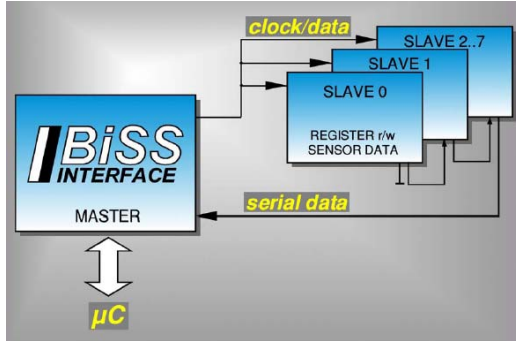 clock/data
SLAVE 2..7
SLAVE 1
SLAVE 0
REGISTER r/w
SENSOR DATA
BiSS
INTERFACE
MASTER
serial data
µC